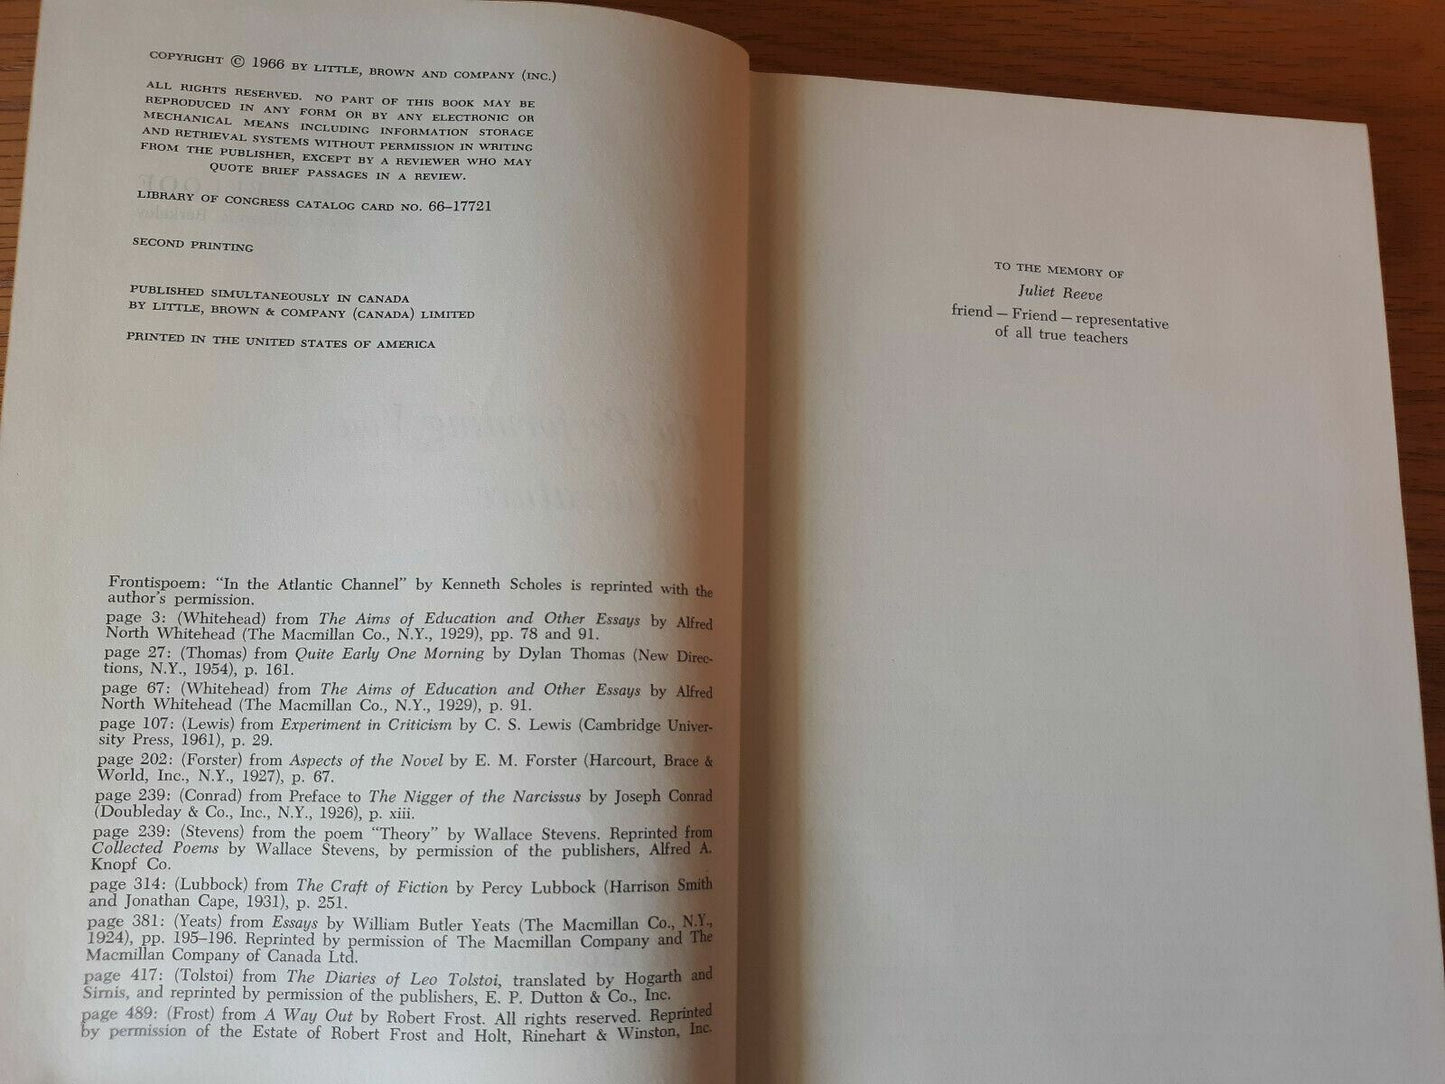 COPYRIGHT © 1966 BY LITTLE, BROWN AND COMPANY (INC.)
ALL RIGHTS RESERVED. NO PART OF THIS BOOK MAY BE
REPRODUCED IN ANY FORM OR BY ANY ELECTRONIC OR
MECHANICAL MEANS INCLUDING INFORMATION STORAGE
AND RETRIEVAL SYSTEMS WITHOUT PERMISSION IN WRITING
FROM THE PUBLISHER, EXCEPT BY A REVIEWER WHO MAY
QUOTE BRIEF PASSAGES IN A REVIEW.
LIBRARY OF CONGRESS CATALOG CARD NO. 66–17721
SECOND PRINTING
PUBLISHED SIMULTANEOUSLY IN CANADA
BY LITTLE, BROWN & COMPANY (CANADA) LIMITED
PRINTED IN THE UNITED STATES OF AMERICA
Frontispoem: "In the Atlantic Channel" by Kenneth Scholes is reprinted with the
author's permission.
page 3: (Whitehead) from The Aims of Education and Other Essays by Alfred
North Whitehead (The Macmillan Co., N.Y., 1929), pp. 78 and 91.
page 27: (Thomas) from Quite Early One Morning by Dylan Thomas (New Direc-
tions, N.Y., 1954), p. 161.
page 67: (Whitehead) from The Aims of Education and Other Essays by Alfred
North Whitehead (The Macmillan Co., N.Y., 1929), p. 91.
page 107: (Lewis) from Experiment in Criticism by C. S. Lewis (Cambridge Univer-
sity Press, 1961), p. 29.
page 202: (Forster) from Aspects of the Novel by E. M. Forster (Harcourt, Brace &
World, Inc., N.Y., 1927), p. 67.
page 239: (Conrad) from Preface to The Nigger of the Narcissus by Joseph Conrad
(Doubleday & Co., Inc., N.Y., 1926), p. xiii.
page 239: (Stevens) from the poem "Theory" by Wallace Stevens. Reprinted from
Collected Poems by Wallace Stevens, by permission of the publishers, Alfred A.
Knopf Co.
page 314: (Lubbock) from The Craft of Fiction by Percy Lubbock (Harrison Smith
and Jonathan Cape, 1931), p. 251.
page 381: (Yeats) from Essays by William Butler Yeats (The Macmillan Co., N.Y.,
1924), pp. 195–196. Reprinted by permission of The Macmillan Company and The
Macmillan Company of Canada Ltd.
page 417: (Tolstoi) from The Diaries of Leo Tolstoi, translated by Hogarth and
Sirnis, and reprinted by permission of the publishers, E. P. Dutton & Co., Inc.
page 489: (Frost) from A Way Out by Robert Frost. All rights reserved. Reprinted
by permission of the Estate of Robert Frost and Holt, Rinehart & Winston, Inc.
TO THE MEMORY OF
Juliet Reeve
friend — Friend — representative
of all true teachers